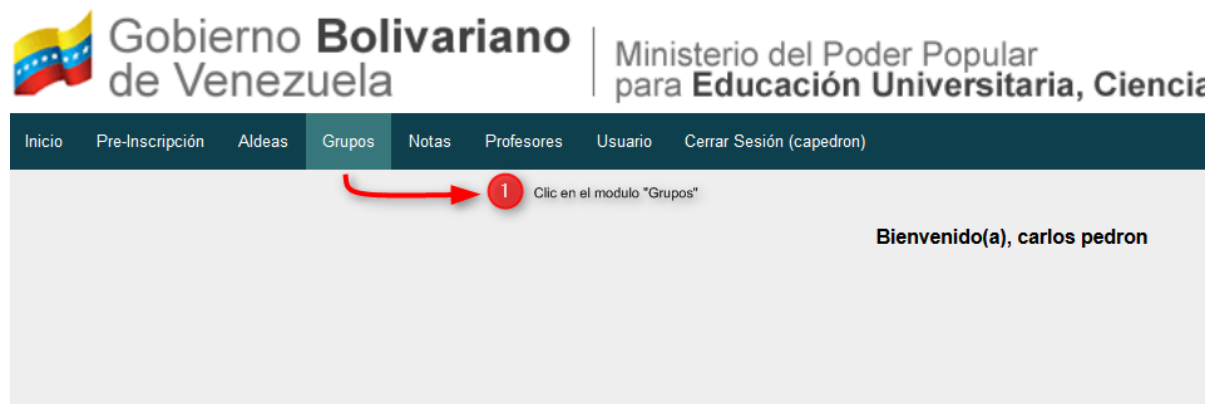 Gobierno Bolivariano
de Venezuela
Ministerio del Poder Popular
para Educación Universitaria, Ciencia
Inicio Pre-Inscripción Aldeas Grupos Notas Profesores Usuario Cerrar Sesión (capedron)
1 Clic en el modulo "Grupos"
Bienvenido(a), carlos pedron